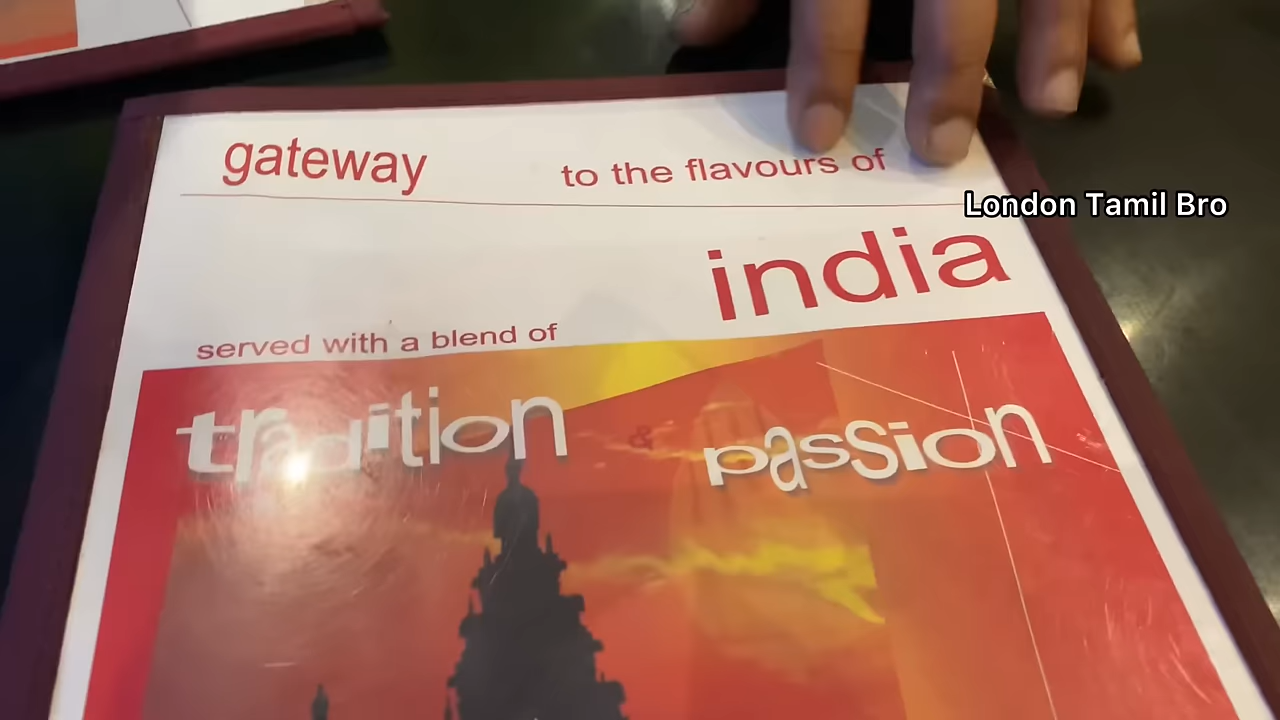 gateway to the flavours of
london Tamil Bro
india
served with a blend of
tradition & passion